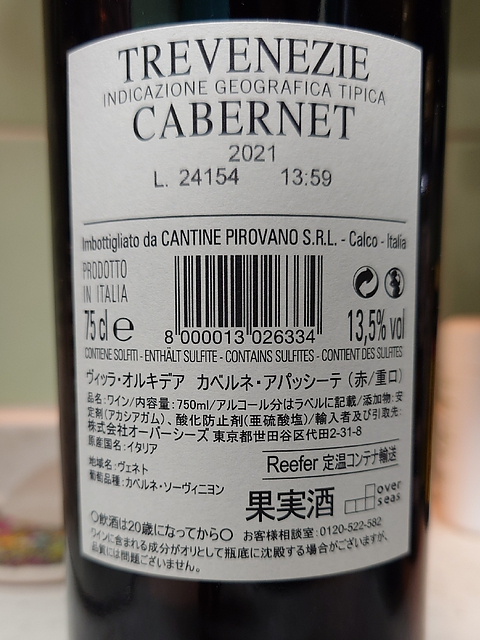 TREVENEZIE
INDICAZIONE GEOGRAFICA TIPICA
CABERNET
2021
L. 24154 13:59
Imbottigliato da CANTINE PIROVANO S.R.L. - Calco - Italia
PRODOTTO
IN ITALIA
75 cl e
8 000013 026334
13,5% vol
CONTIENE SOLFITI - ENTHÄLT SULFITE - CONTAINS SULFITES - CONTIENT DES SULFITES
ヴィッラ・オルキデア カベルネ・アパッシーテ（赤/重口）
品名:ワイン/内容量:750ml/アルコール分はラベルに記載/添加物:安
定剤(アカシアガム)、酸化防止剤(亜硫酸塩)/輸入者及び引取先:
株式会社オーバーシーズ 東京都世田谷区代田2-31-8
原産国名:イタリア
地域名:ヴェネト
葡萄品種:カベルネ・ソーヴィニヨン
Reefer 定温コンテナ輸送
果実酒
over
seas
〇飲酒は20歳になってから〇
お客様相談室:0120-522-582
ワインに含まれる成分がオリとして瓶底に沈殿する場合がございますが、
品質には問題ございません。